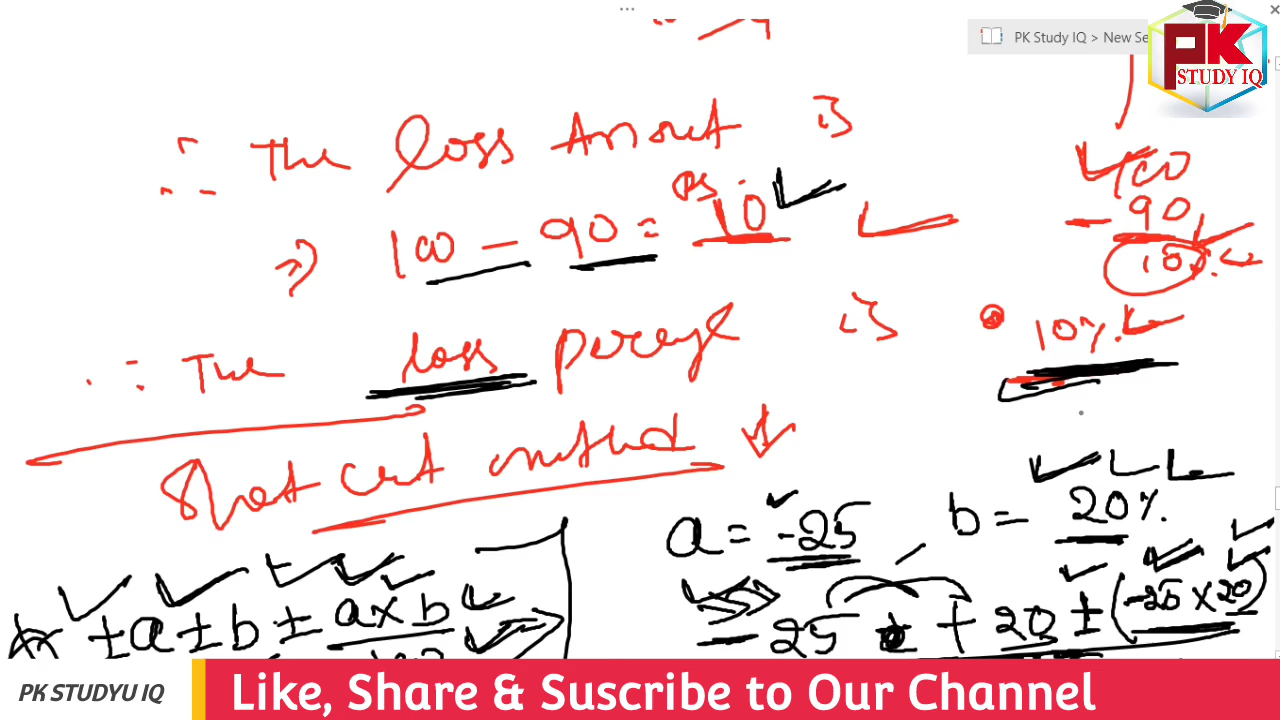 PK Study IQ > New Se
PK
STUDY IQ
∴ The loss Amout is
⇒ 100 - 90 = Rs 10
100
- 90
10
∴ The loss is 10%
Short cut method
a = -25 b = 20%
±a ± b ± a × b
-25 + 20 ± (-25 × 20)
PK STUDYU IQ
Like, Share & Suscribe to Our Channel